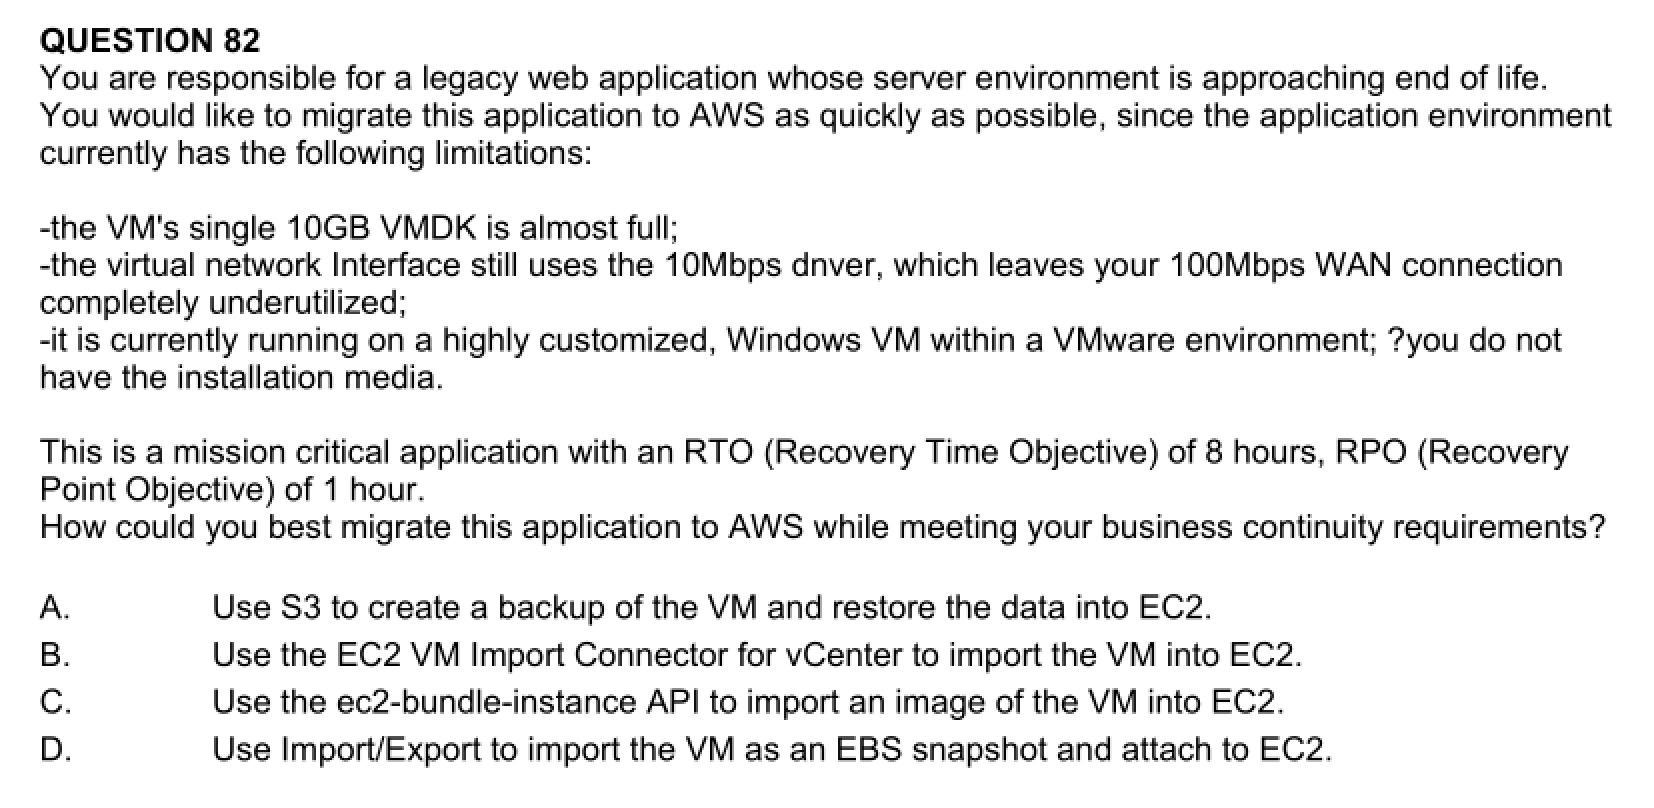 QUESTION 82
You are responsible for a legacy web application whose server environment is approaching end of life.
You would like to migrate this application to AWS as quickly as possible, since the application environment
currently has the following limitations:
-the VM's single 10GB VMDK is almost full;
-the virtual network Interface still uses the 10Mbps dnver, which leaves your 100Mbps WAN connection
completely underutilized;
-it is currently running on a highly customized, Windows VM within a VMware environment; ?you do not
have the installation media.
This is a mission critical application with an RTO (Recovery Time Objective) of 8 hours, RPO (Recovery
Point Objective) of 1 hour.
How could you best migrate this application to AWS while meeting your business continuity requirements?
A. Use S3 to create a backup of the VM and restore the data into EC2.
B. Use the EC2 VM Import Connector for vCenter to import the VM into EC2.
C. Use the ec2-bundle-instance API to import an image of the VM into EC2.
D. Use Import/Export to import the VM as an EBS snapshot and attach to EC2.